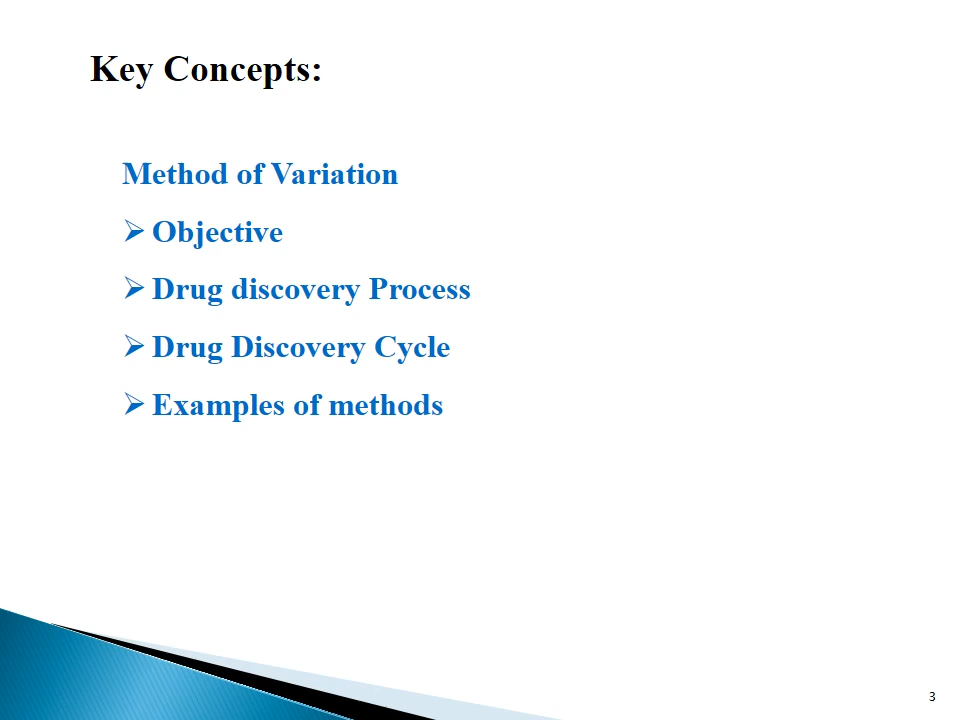 Key Concepts:
Method of Variation
➢ Objective
➢ Drug discovery Process
➢ Drug Discovery Cycle
➢ Examples of methods
3